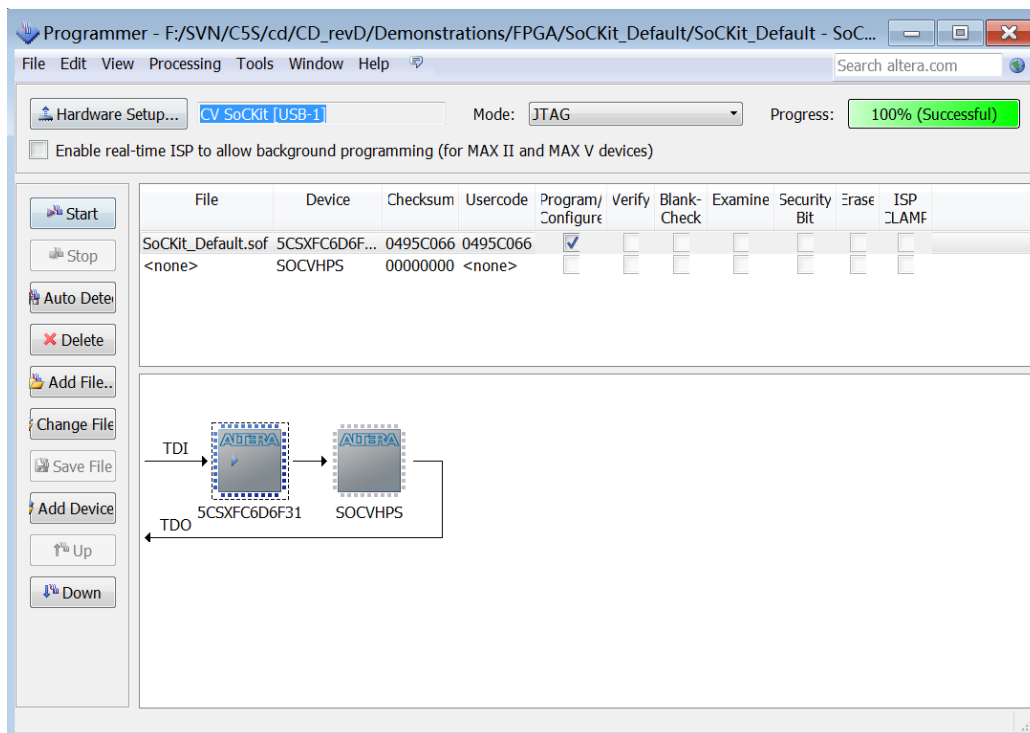 Programmer - F:/SVN/C5S/cd/CD_revD/Demonstrations/FPGA/SoCKit_Default/SoCKit_Default - SoC...
File Edit View Processing Tools Window Help
Search altera.com
Hardware Setup... CV SoCKit [USB-1] Mode: JTAG Progress: 100% (Successful)
Enable real-time ISP to allow background programming (for MAX II and MAX V devices)
Start
Stop
Auto Dete
Delete
Add File..
Change File
Save File
Add Device
Up
Down
File Device Checksum Usercode Program/ Verify Blank- Examine Security Erase ISP
Configure Check Bit CLAMP
SoCKit_Default.sof 5CSXFC6D6F... 0495C066 0495C066
<none> SOCVHPS 00000000 <none>
TDI
ALTERA ALTERA
5CSXFC6D6F31 SOCVHPS
TDO